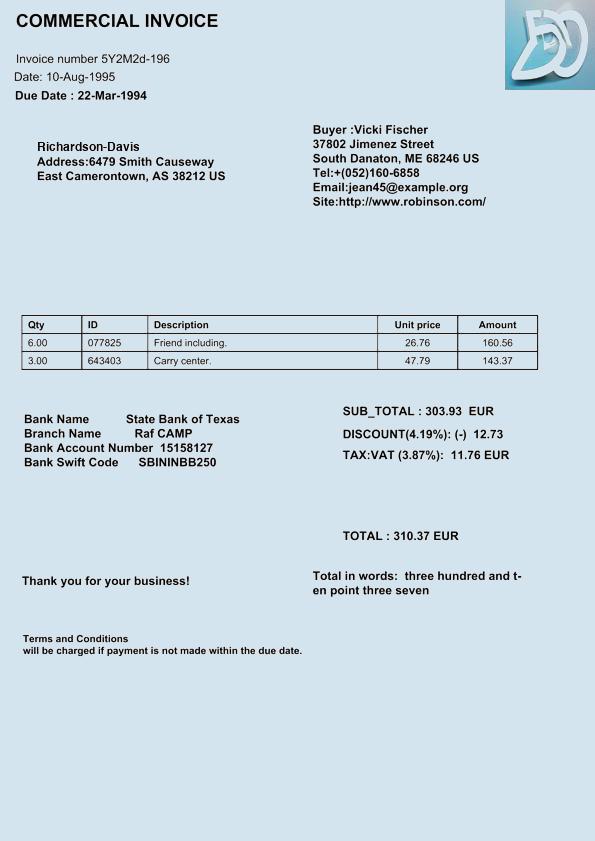 COMMERCIAL INVOICE
Invoice number 5Y2M2d-196
Date: 10-Aug-1995
Due Date : 22-Mar-1994
Richardson-Davis
Address:6479 Smith Causeway
East Camerontown, AS 38212 US
Buyer :Vicki Fischer
37802 Jimenez Street
South Danaton, ME 68246 US
Tel:+(052)160-6858
Email:jean45@example.org
Site:http://www.robinson.com/
Qty ID Description Unit price Amount
6.00 077825 Friend including. 26.76 160.56
3.00 643403 Carry center. 47.79 143.37
Bank Name State Bank of Texas
Branch Name Raf CAMP
Bank Account Number 15158127
Bank Swift Code SBININBB250
SUB_TOTAL : 303.93 EUR
DISCOUNT(4.19%): (-) 12.73
TAX:VAT (3.87%): 11.76 EUR
TOTAL : 310.37 EUR
Thank you for your business!
Total in words: three hundred and t-
en point three seven
Terms and Conditions
will be charged if payment is not made within the due date.